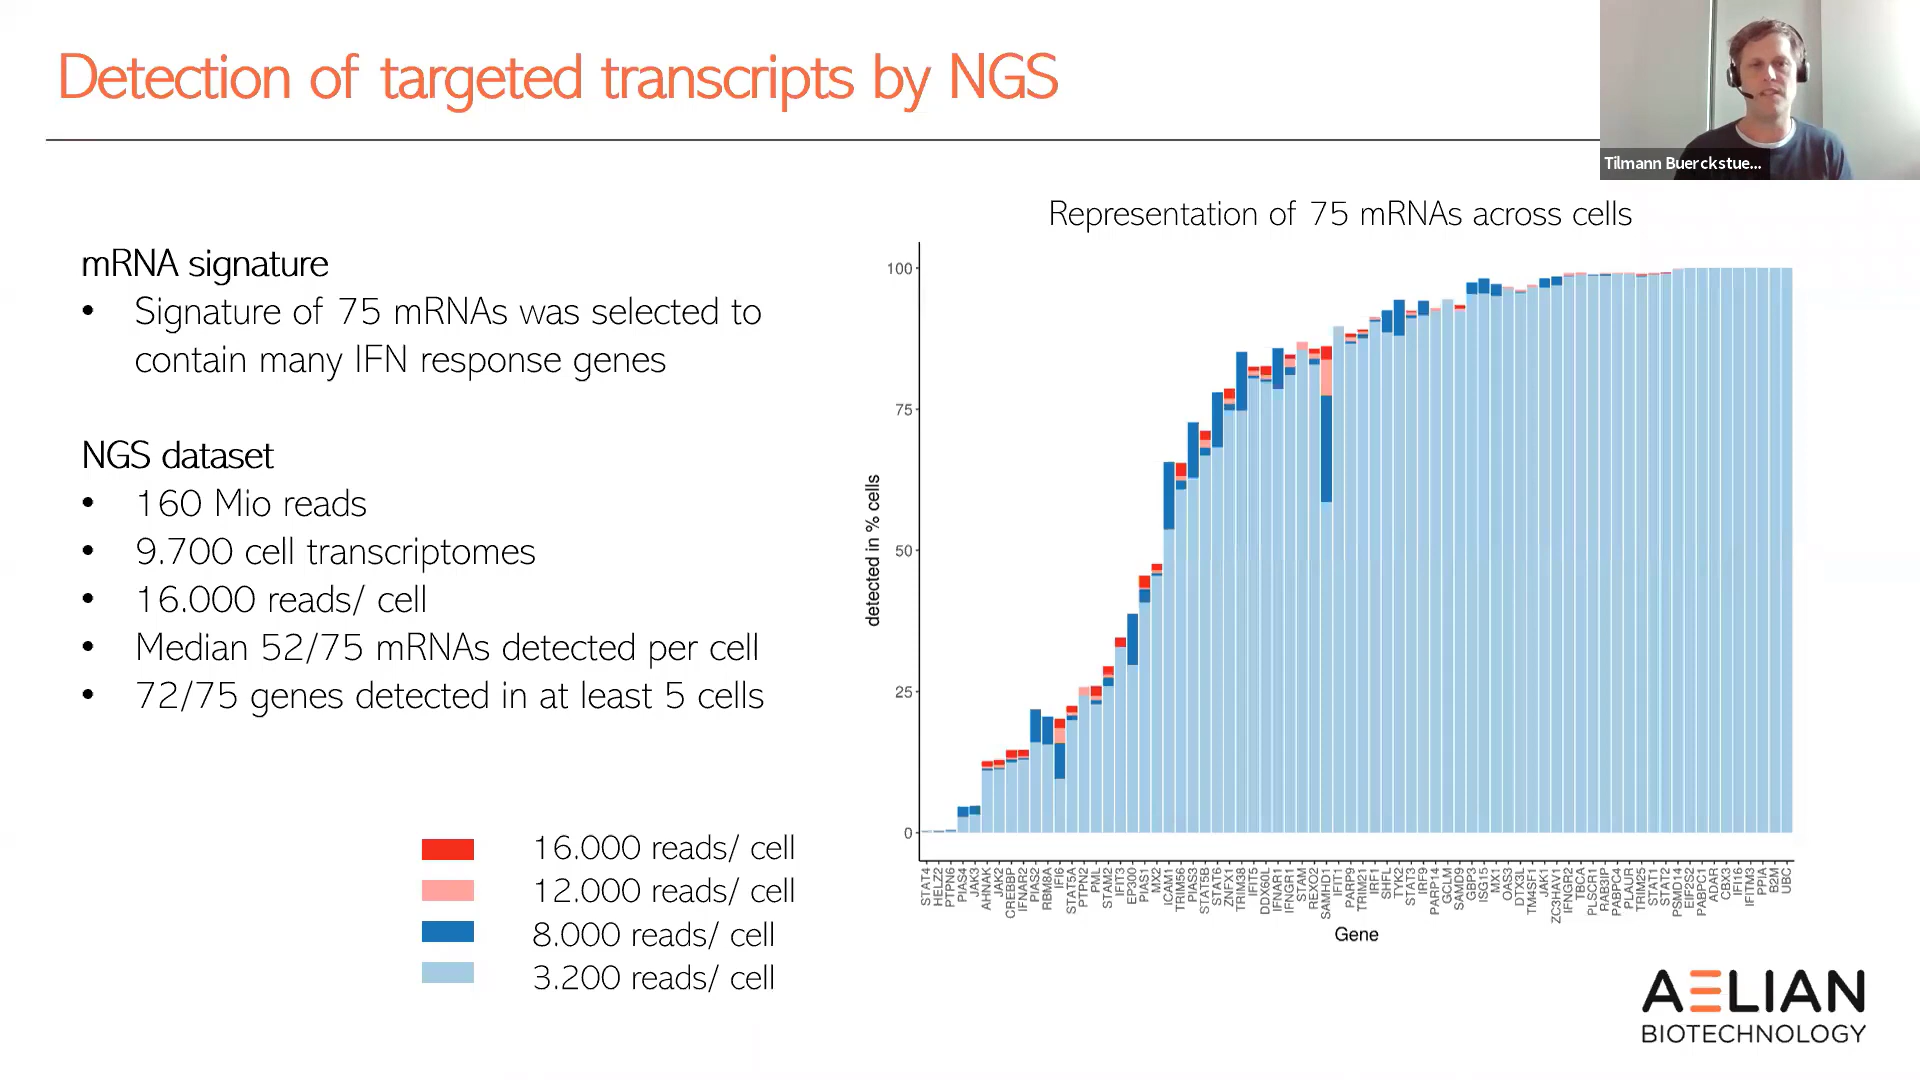 Detection of targeted transcripts by NGS
Tilmann Buerckstue...
mRNA signature
• Signature of 75 mRNAs was selected to
contain many IFN response genes
NGS dataset
• 160 Mio reads
• 9.700 cell transcriptomes
• 16.000 reads/ cell
• Median 52/75 mRNAs detected per cell
• 72/75 genes detected in at least 5 cells
16.000 reads/ cell
12.000 reads/ cell
8.000 reads/ cell
3.200 reads/ cell
Representation of 75 mRNAs across cells
detected in % cells
100
75
50
25
0
STAT4
HELZ2
PTPN6
PIAS4
JAK3
AHNAK
JAK2
CREBBP
IFNAR2
PIAS2
RBM8A
IFI6
STAT5A
PTPN2
PML
STAM2
IFIT3
EP300
PIAS1
MX2
ICAM1
TRIM56
PIAS3
STAT5B
STAT6
ZNFX1
TRIM38
IFIT5
DDX60L
IFNAR1
IFNGR1
STAM
REXO2
SAMHD1
IFIT1
PARP9
TRIM21
IRF1
SHFL
TYK2
STAT3
IRF9
PARP14
GCLM
SAMD9
GBP3
ISG15
MX1
OAS3
DTX3L
TM4SF1
JAK1
ZC3HAV1
IFNGR2
TBCA
PLSCR1
RAB3IP
PABPC4
PLAUR
TRIM25
STAT1
STAT2
PSMD14
EIF2S2
PABPC1
ADAR
CBX3
IFI16
IFITM3
PPIA
B2M
UBC
Gene
AELIAN
BIOTECHNOLOGY